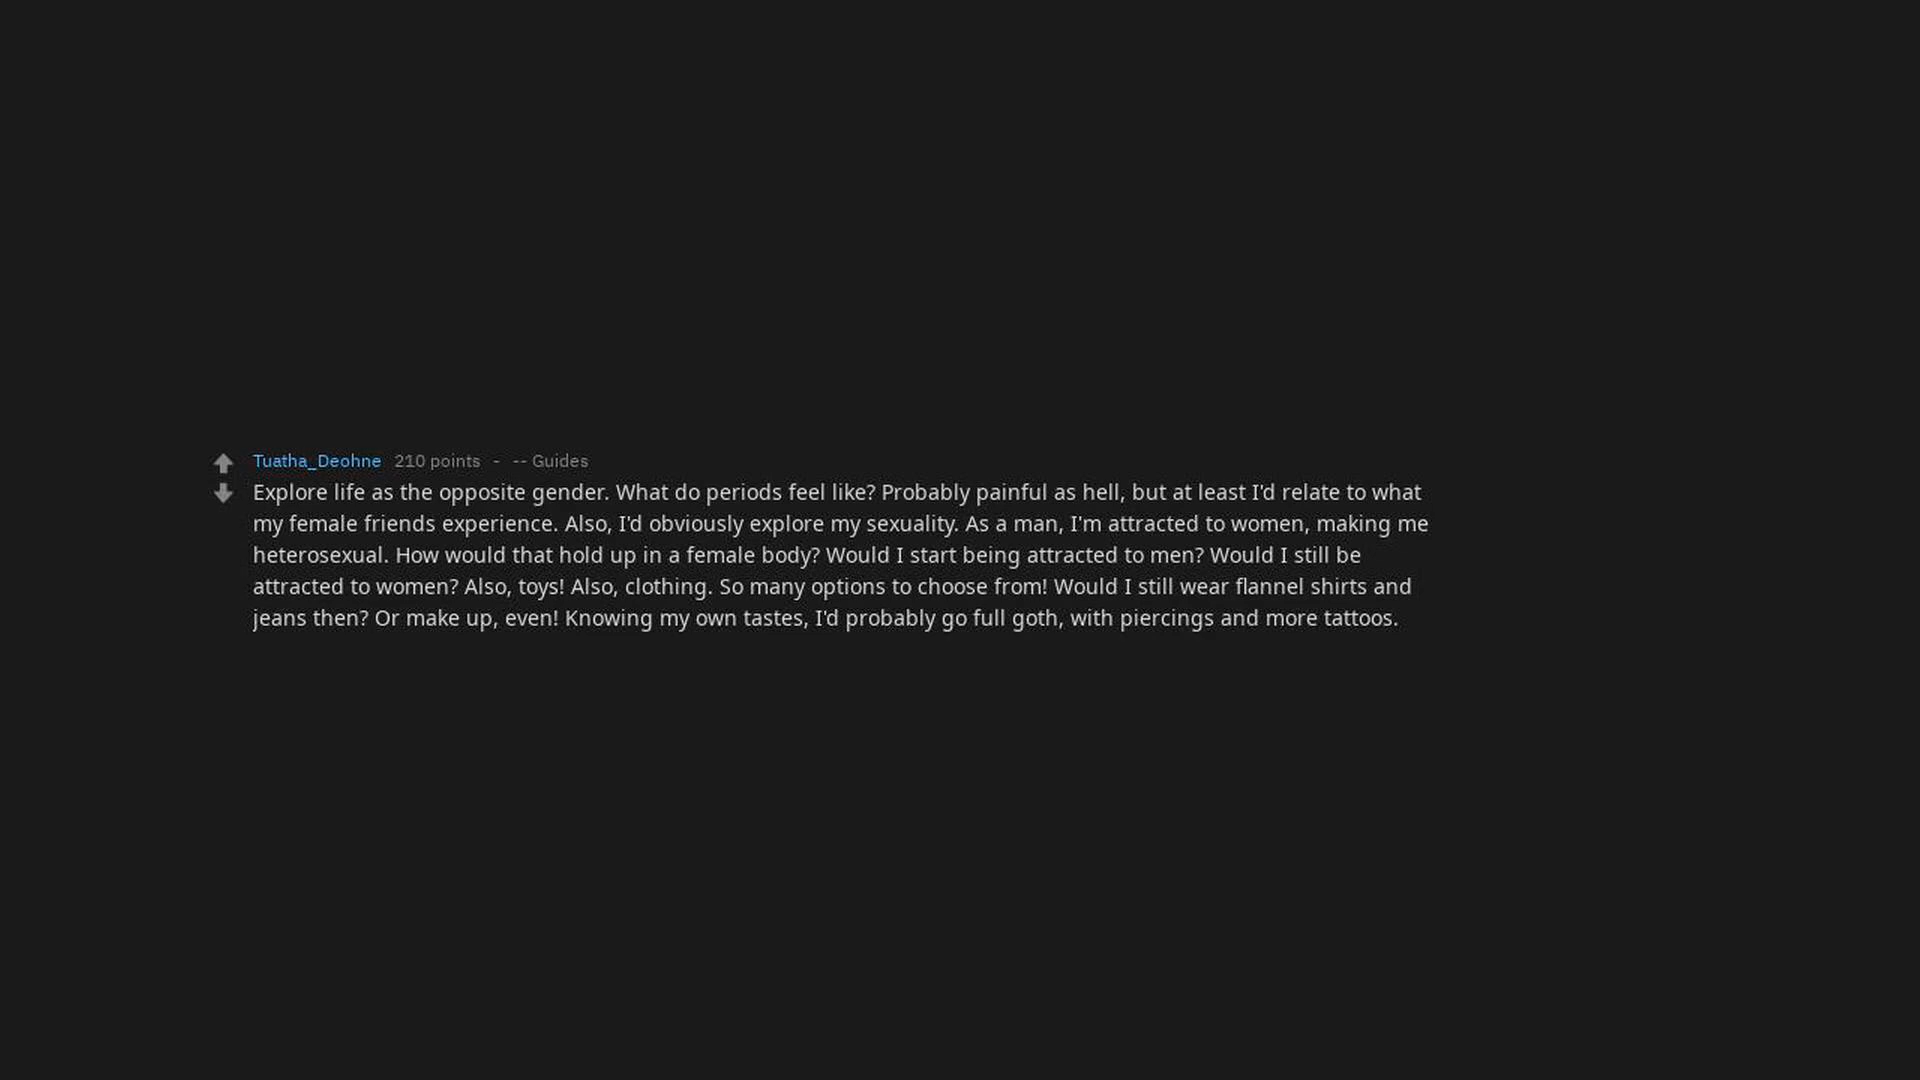 Tuatha_Deohne 210 points - -- Guides
Explore life as the opposite gender. What do periods feel like? Probably painful as hell, but at least I'd relate to what
my female friends experience. Also, I'd obviously explore my sexuality. As a man, I'm attracted to women, making me
heterosexual. How would that hold up in a female body? Would I start being attracted to men? Would I still be
attracted to women? Also, toys! Also, clothing. So many options to choose from! Would I still wear flannel shirts and
jeans then? Or make up, even! Knowing my own tastes, I'd probably go full goth, with piercings and more tattoos.